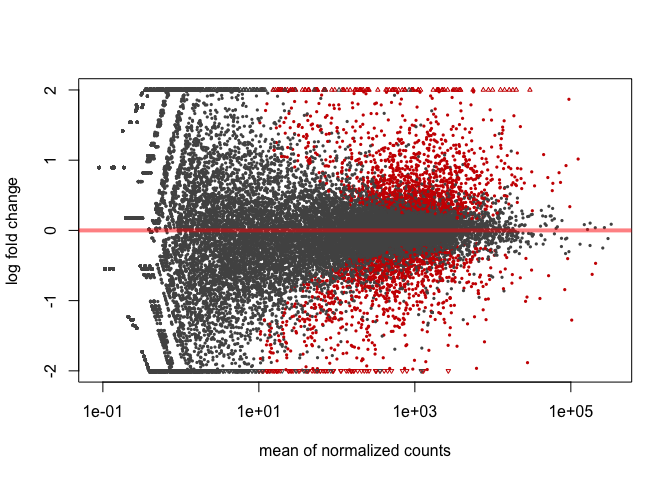 2
1
0
-1
-2
log fold change
1e-01
1e+01
1e+03
1e+05
mean of normalized counts